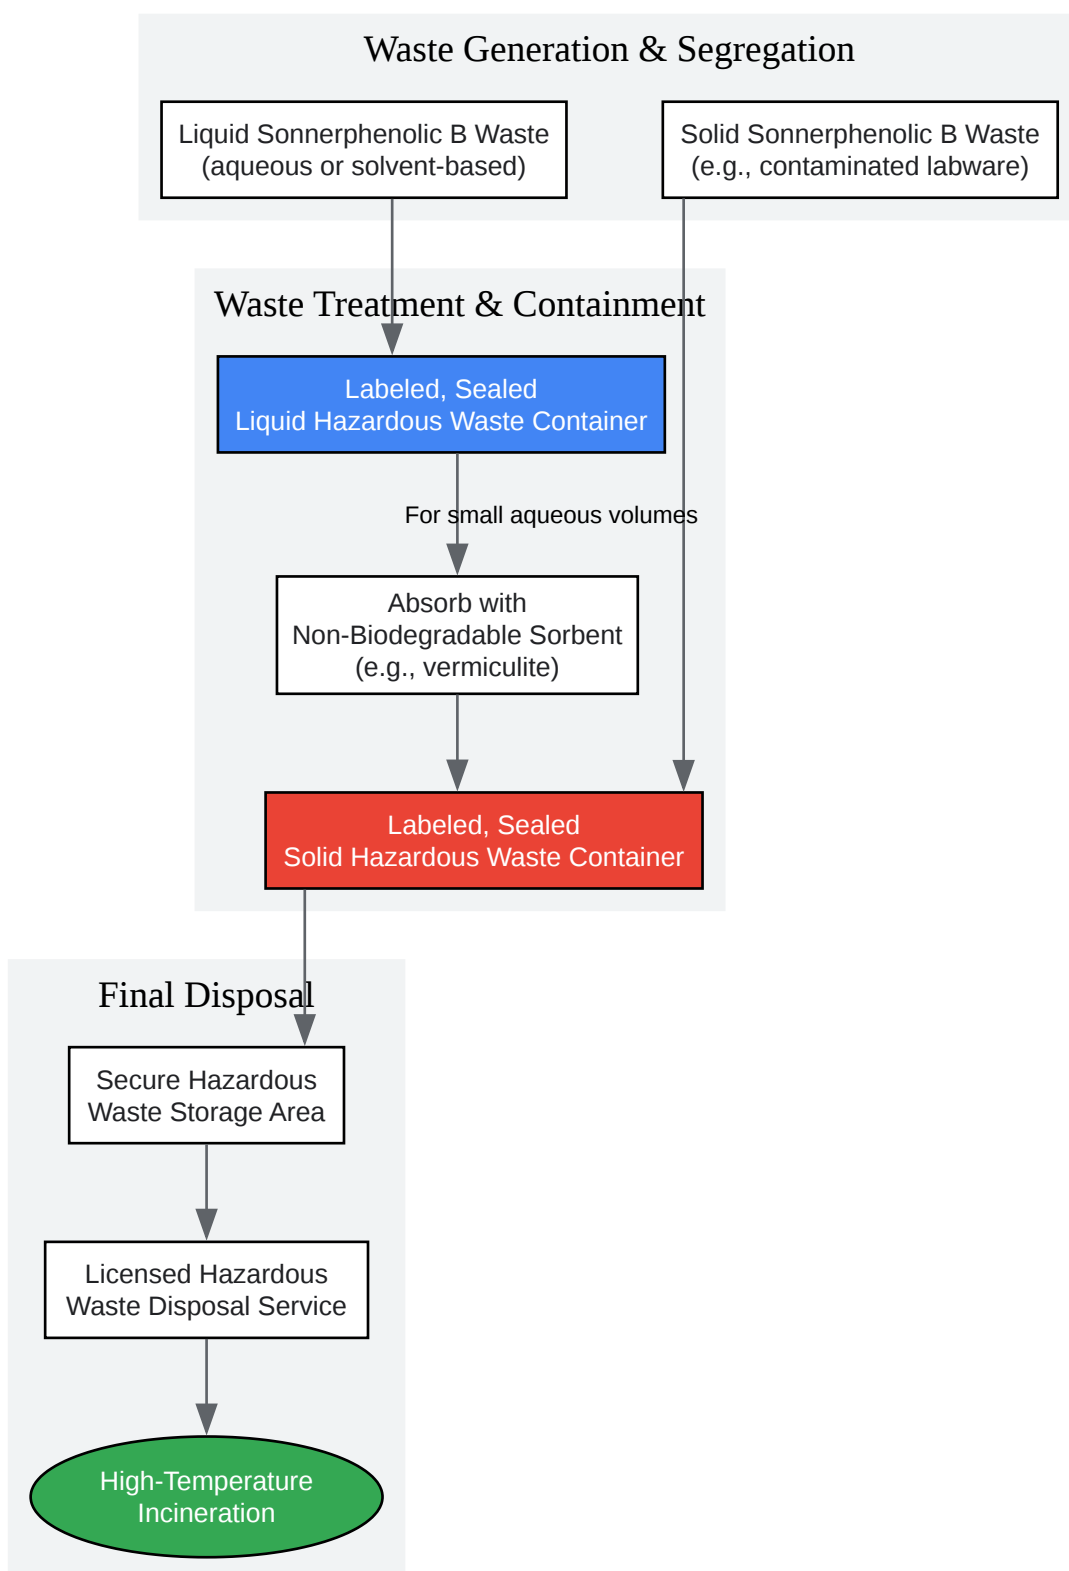 Waste Generation & Segregation
Liquid Sonnerphenolic B Waste
(aqueous or solvent-based)
Solid Sonnerphenolic B Waste
(e.g., contaminated labware)
Waste Treatment & Containment
Labeled, Sealed
Liquid Hazardous Waste Container
For small aqueous volumes
Absorb with
Non-Biodegradable Sorbent
(e.g., vermiculite)
Labeled, Sealed
Solid Hazardous Waste Container
Final Disposal
Secure Hazardous
Waste Storage Area
Licensed Hazardous
Waste Disposal Service
High-Temperature
Incineration